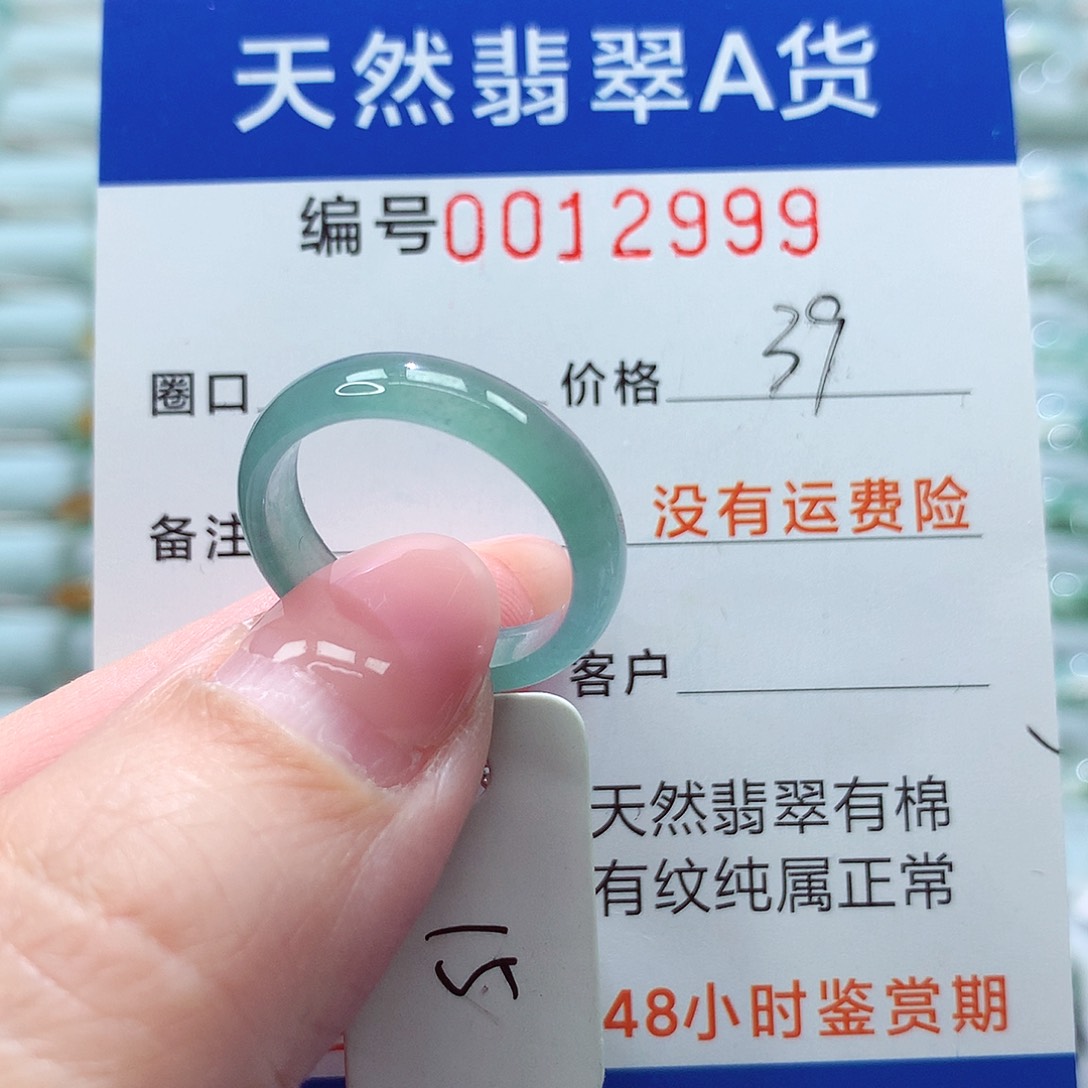 天然翡翠A货
编号0012999
圈口
价格 39
备注
没有运费险
客户
天然翡翠有棉
有纹纯属正常
15
48小时鉴赏期